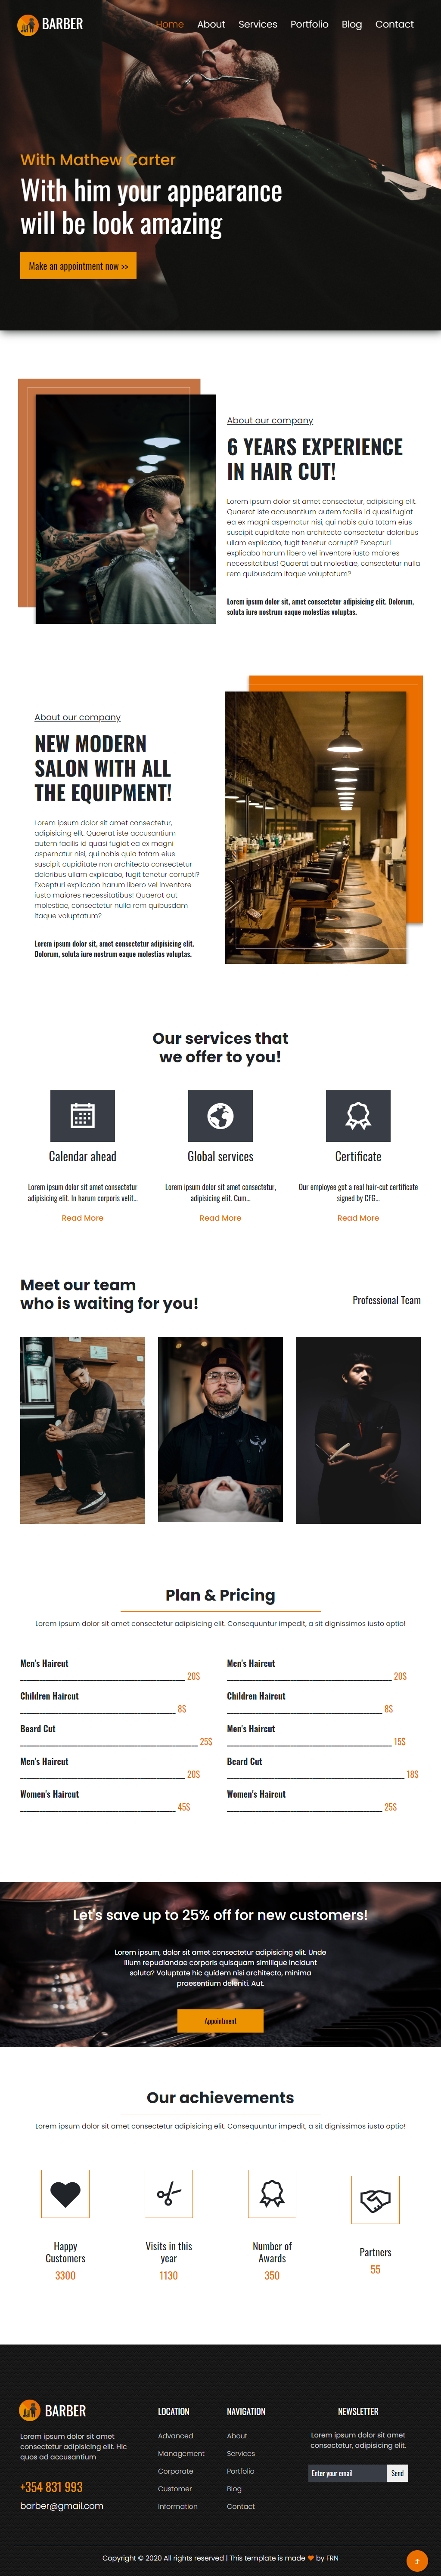 BARBER
Home About Services Portfolio Blog Contact
With Mathew Carter
With him your appearance
will be look amazing
Make an appointment now >>
About our company
6 YEARS EXPERIENCE
IN HAIR CUT!
Lorem ipsum dolor sit amet consectetur, adipisicing elit.
Quaerat iste accusantium autem facilis id quasi fugiat
ea ex magni aspernatur nisi, qui nobis quia totam eius
suscipit cupiditate non architecto consectetur doloribus
ullam explicabo, fugit tenetur corrupti? Excepturi
explicabo harum libero vel inventore iusto maiores
necessitatibus! Quaerat aut molestiae, consectetur nulla
rem quibusdam itaque voluptatum?
Lorem ipsum dolor sit, amet consectetur adipisicing elit. Dolorum,
soluta iure nostrum eaque molestias voluptas.
About our company
NEW MODERN
SALON WITH ALL
THE EQUIPMENT!
Lorem ipsum dolor sit amet consectetur,
adipisicing elit. Quaerat iste accusantium
autem facilis id quasi fugiat ea ex magni
aspernatur nisi, qui nobis quia totam eius
suscipit cupiditate non architecto consectetur
doloribus ullam explicabo, fugit tenetur corrupti?
Excepturi explicabo harum libero vel inventore
iusto maiores necessitatibus! Quaerat aut
molestiae, consectetur nulla rem quibusdam
itaque voluptatum?
Lorem ipsum dolor sit, amet consectetur adipisicing elit.
Dolorum, soluta iure nostrum eaque molestias voluptas.
Our services that
we offer to you!
Calendar ahead
Lorem ipsum dolor sit amet consectetur
adipisicing elit. In harum corporis velit...
Read More
Global services
Lorem ipsum dolor sit amet consectetur,
adipisicing elit. Cum...
Read More
Certificate
Our employee got a real hair-cut certificate
signed by CFG...
Read More
Meet our team
who is waiting for you!
Professional Team
Plan & Pricing
Lorem ipsum dolor sit amet consectetur adipisicing elit. Consequuntur impedit, a sit dignissimos iusto optio!
Men's Haircut
20$
Children Haircut
8$
Beard Cut
25$
Men's Haircut
20$
Women's Haircut
45$
Men's Haircut
20$
Children Haircut
8$
Men's Haircut
15$
Beard Cut
18$
Women's Haircut
25$
Let's save up to 25% off for new customers!
Lorem ipsum, dolor sit amet consectetur adipisicing elit. Unde
illum repudiandae corporis quisquam similique incidunt
soluta? Voluptate hic quidem nisi architecto, minima
praesentium deleniti. Aut.
Appointment
Our achievements
Lorem ipsum dolor sit amet consectetur adipisicing elit. Consequuntur impedit, a sit dignissimos iusto optio!
Happy
Customers
3300
Visits in this
year
1130
Number of
Awards
350
Partners
55
BARBER
Lorem ipsum dolor sit amet
consectetur adipisicing elit. Hic
quos ad accusantium
+354 831 993
barber@gmail.com
LOCATION
Advanced
Management
Corporate
Customer
Information
NAVIGATION
About
Services
Portfolio
Blog
Contact
NEWSLETTER
Lorem ipsum dolor sit amet
consectetur, adipisicing elit.
Enter your email Send
Copyright © 2020 All rights reserved | This template is made ♥ by FRN